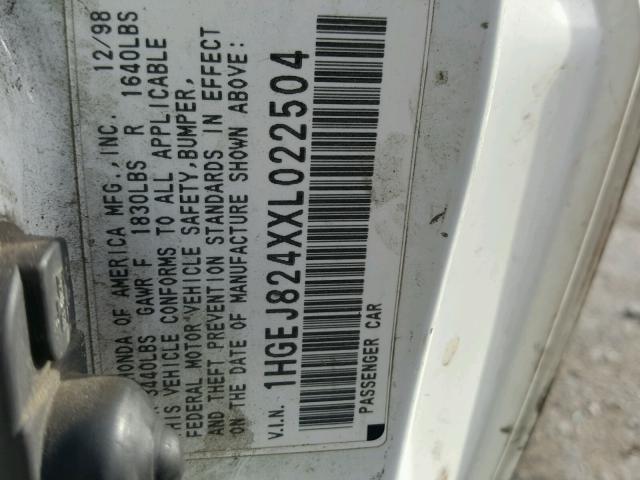 HONDA OF AMERICA MFG.,INC. 12/98
3440LBS GAWR F 1830LBS R 1640LBS
THIS VEHICLE CONFORMS TO ALL APPLICABLE
FEDERAL MOTOR VEHICLE SAFETY,BUMPER,
AND THEFT PREVENTION STANDARDS IN EFFECT
ON THE DATE OF MANUFACTURE SHOWN ABOVE:
V.I.N. 1HGEJ824XXL022504
PASSENGER CAR